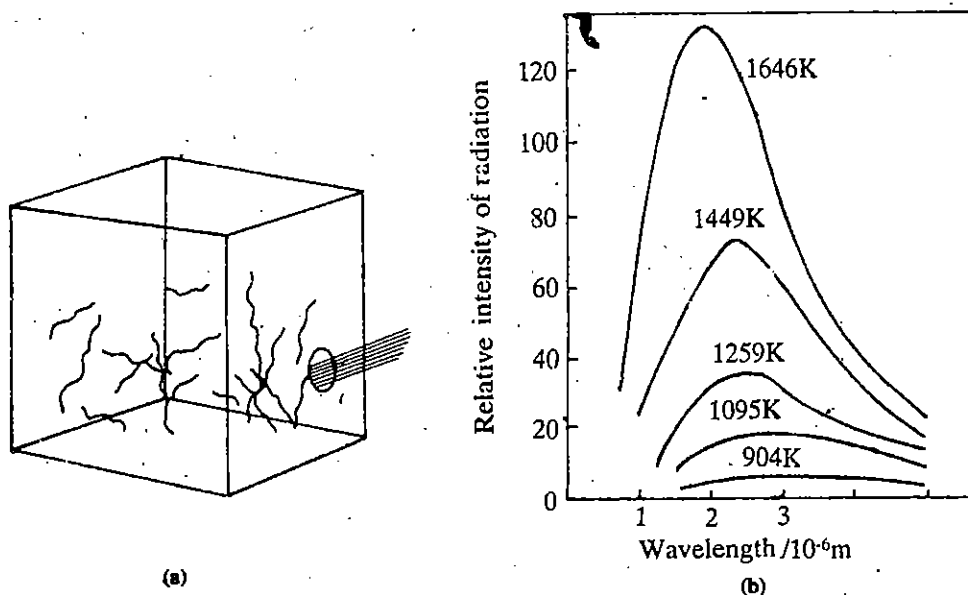 120
100
80
60
40
20
0
Relative intensity of radiation
1646K
1449K
1259K
1095K
904K
1 2 3
Wavelength /10⁻⁶m
(a)
(b)